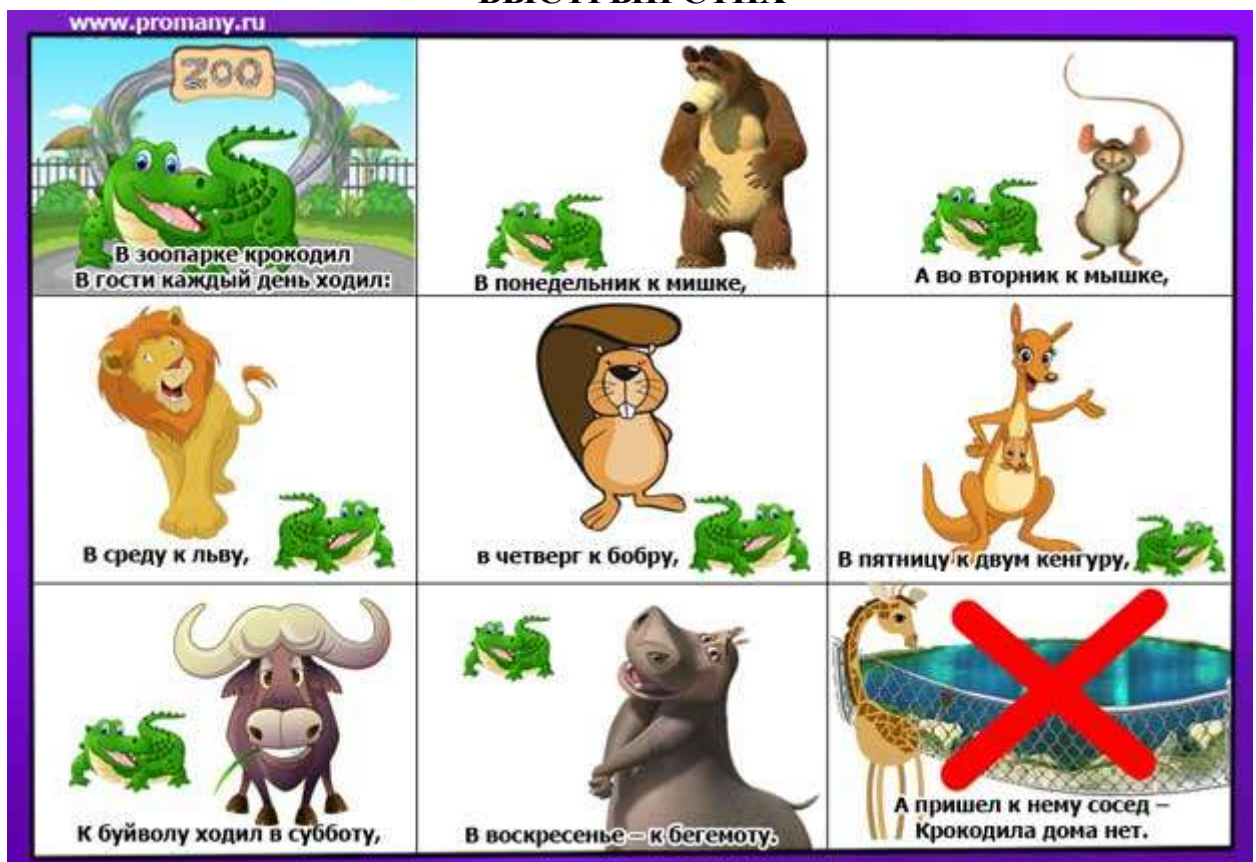 www.promany.ru
ZOO
В зоопарке крокодил
В гости каждый день ходил:
В понедельник к мишке,
А во вторник к мышке,
В среду к льву,
в четверг к бобру,
В пятницу к двум кенгуру,
К буйволу ходил в субботу,
В воскресенье – к бегемоту.
А пришел к нему сосед –
Крокодила дома нет.